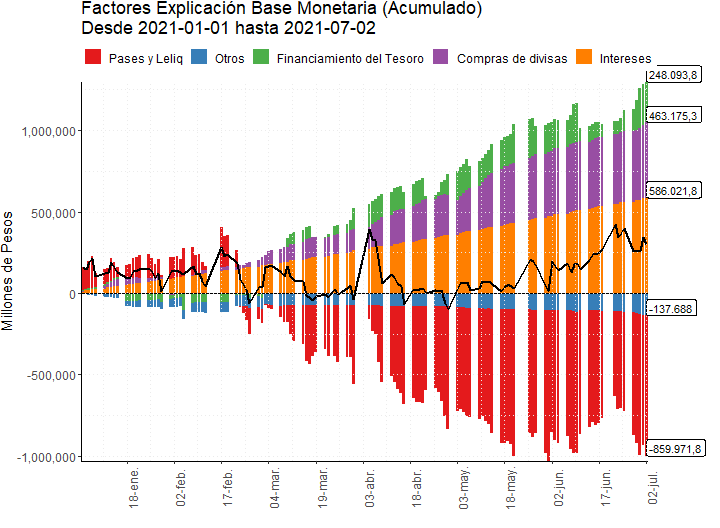 Factores Explicación Base Monetaria (Acumulado)
Desde 2021-01-01 hasta 2021-07-02
Pases y Leliq Otros Financiamiento del Tesoro Compras de divisas Intereses
Millones de Pesos
1,000,000
500,000
0
-500,000
-1,000,000
248.093,8
463.175,3
586.021,8
-137.688
-859.971,8
18-ene.
02-feb.
17-feb.
04-mar.
19-mar.
03-abr.
18-abr.
03-may.
18-may.
02-jun.
17-jun.
02-jul.